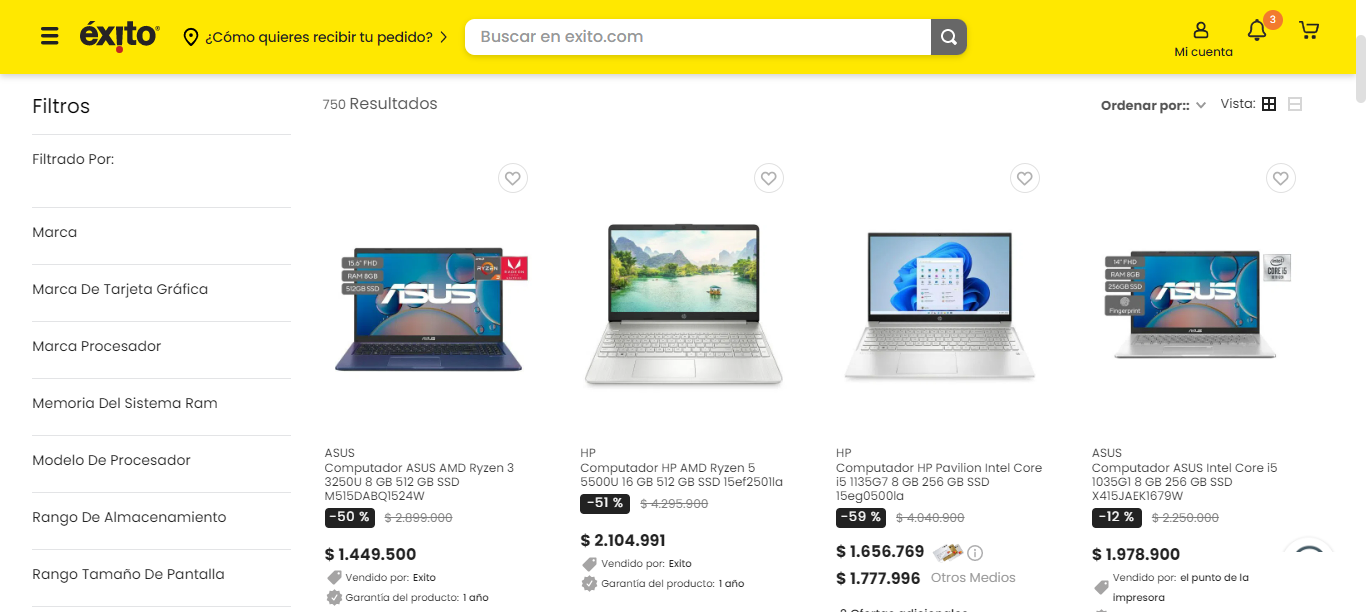 éxito
¿Cómo quieres recibir tu pedido?
Buscar en exito.com
Mi cuenta
3
Filtros
Filtrado Por:
Marca
Marca De Tarjeta Gráfica
Marca Procesador
Memoria Del Sistema Ram
Modelo De Procesador
Rango De Almacenamiento
Rango Tamaño De Pantalla
750 Resultados
Ordenar por::
Vista:
15.6" FHD
RAM 8GB
512GB SSD
ASUS
RYZEN
3
RADEON
ASUS
Computador ASUS AMD Ryzen 3
3250U 8 GB 512 GB SSD
M515DABQ1524W
-50 % $ 2.899.000
$ 1.449.500
Vendido por: Exito
Garantía del producto: 1 año
HP
Computador HP AMD Ryzen 5
5500U 16 GB 512 GB SSD 15ef2501la
-51 % $ 4.295.900
$ 2.104.991
Vendido por: Exito
Garantía del producto: 1 año
HP
Computador HP Pavilion Intel Core
i5 1135G7 8 GB 256 GB SSD
15eg0500la
-59 % $ 4.040.900
$ 1.656.769
$ 1.777.996 Otros Medios
2 Ofertas adicionales
14" FHD
RAM 8GB
256GB SSD
Fingerprint
ASUS
intel
CORE i5
ASUS
Computador ASUS Intel Core i5
1035G1 8 GB 256 GB SSD
X415JAEK1679W
-12 % $ 2.250.000
$ 1.978.900
Vendido por: el punto de la
impresora